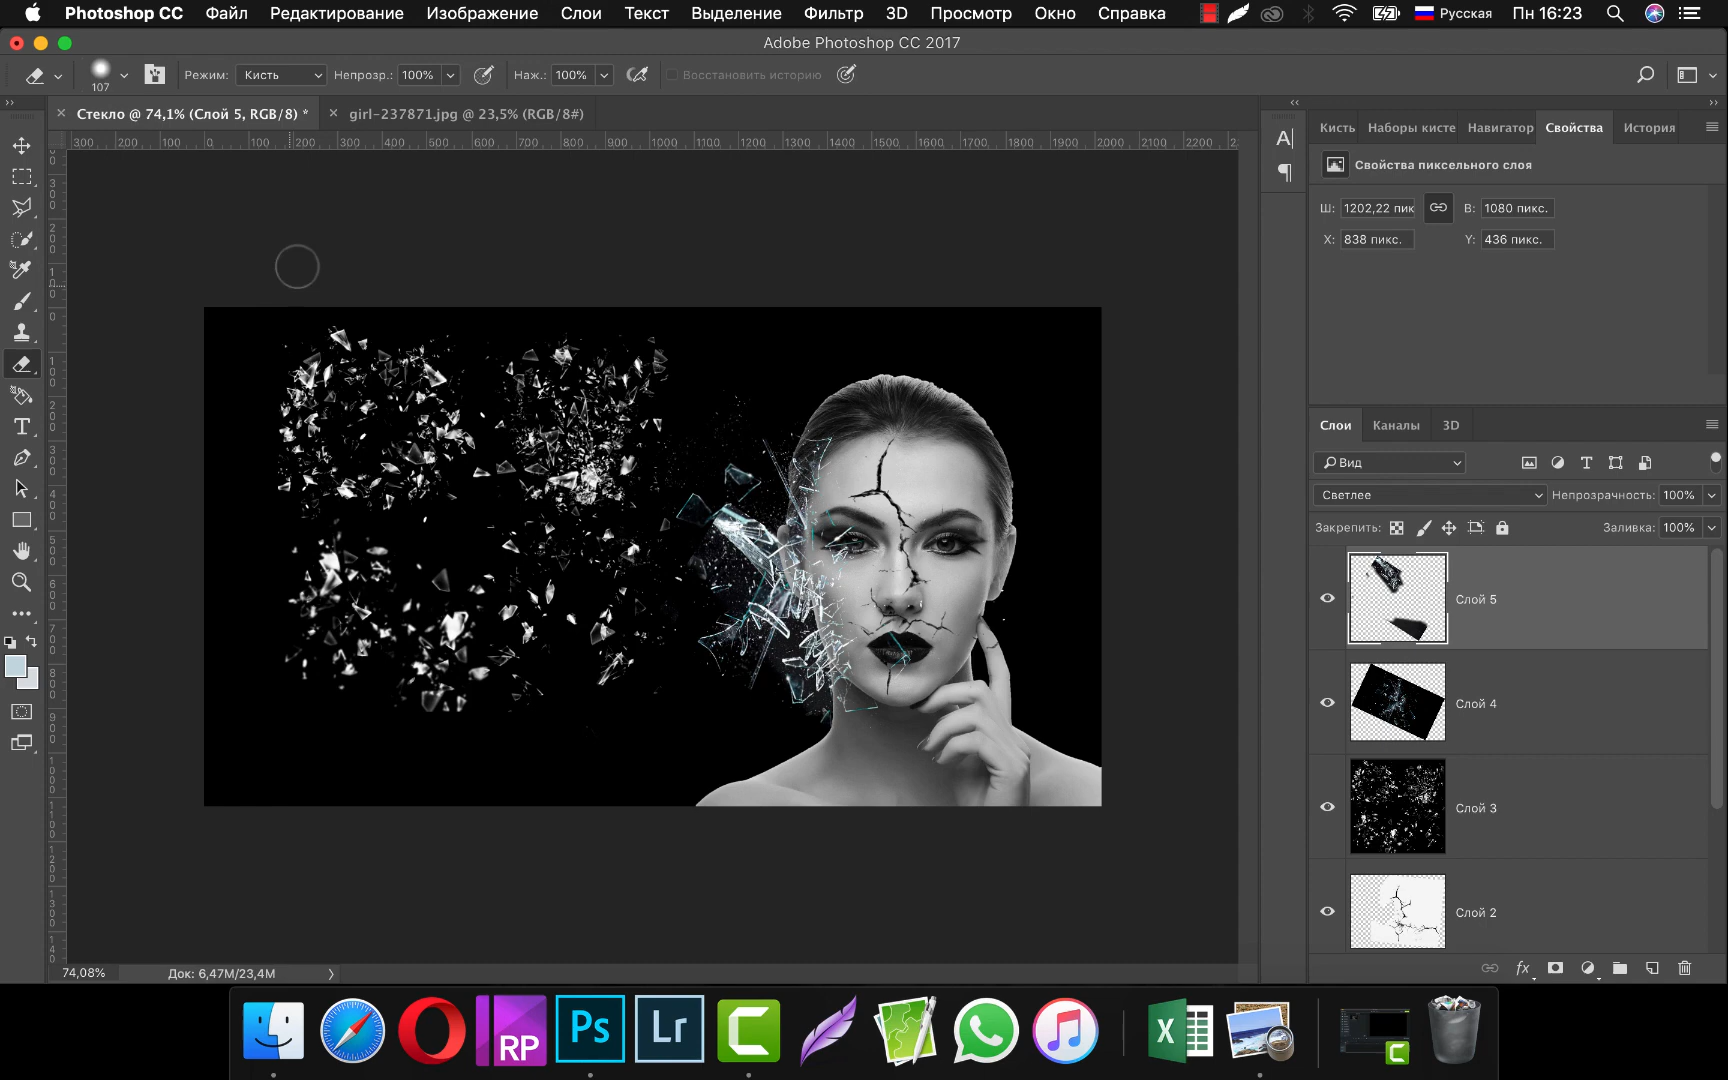 Photoshop CC Файл Редактирование Изображение Слои Текст Выделение Фильтр 3D Просмотр Окно Справка Русская Пн 16:23
Adobe Photoshop CC 2017
107 Режим: Кисть Непрозр.: 100% Наж.: 100% Восстановить историю
Стекло @ 74,1% (Слой 5, RGB/8) * girl-237871.jpg @ 23,5% (RGB/8#)
300 200 100 0 100 200 300 400 500 600 700 800 900 1000 1100 1200 1300 1400 1500 1600 1700 1800 1900 2000 2100 2200
Кисть Наборы кисте Навигатор Свойства История
Свойства пиксельного слоя
Ш: 1202,22 пик В: 1080 пикс.
X: 838 пикс. Y: 436 пикс.
Слои Каналы 3D
Вид
Светлее Непрозрачность: 100%
Закрепить: Заливка: 100%
Слой 5
Слой 4
Слой 3
Слой 2
74,08% Док: 6,47M/23,4M
RP Ps Lr